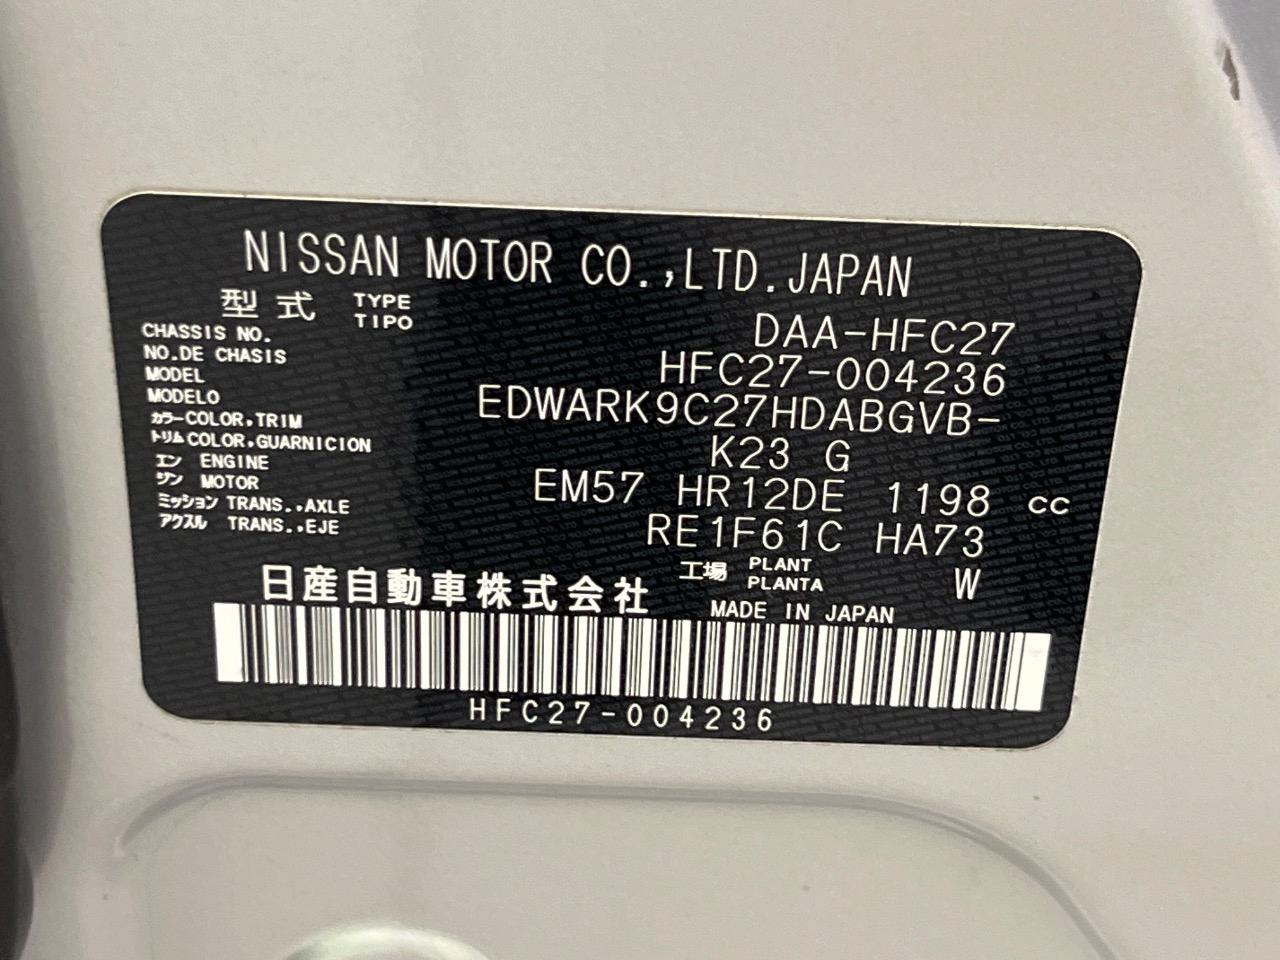 NISSAN MOTOR CO.,LTD.JAPAN
型式 TYPE TIPO DAA-HFC27
CHASSIS NO. NO.DE CHASIS HFC27-004236
MODEL MODELO EDWARK9C27HDABGVB-
カラー COLOR,TRIM
トリム COLOR,GUARNICION K23 G
エン ENGINE
ジン MOTOR EM57 HR12DE 1198 cc
ミッション TRANS.,AXLE
アクスル TRANS.,EJE RE1F61C HA73
工場 PLANT PLANTA W
日産自動車株式会社 MADE IN JAPAN
HFC27-004236